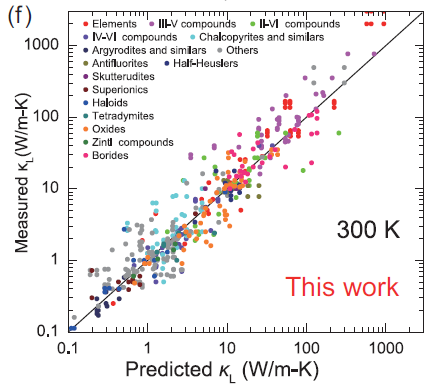 (f)
Elements III-V compounds II-VI compounds
IV-VI compounds Chalcopyrites and similars
Argyrodites and similars Others
Antifluorites Half-Heuslers
Skutterudites
Superionics
Haloids
Tetradymites
Oxides
Zintl compounds
Borides
Measured κL(W/m-K)
1000
100
10
1
0.1
300 K
This work
0.1 1 10 100 1000
Predicted κL (W/m-K)